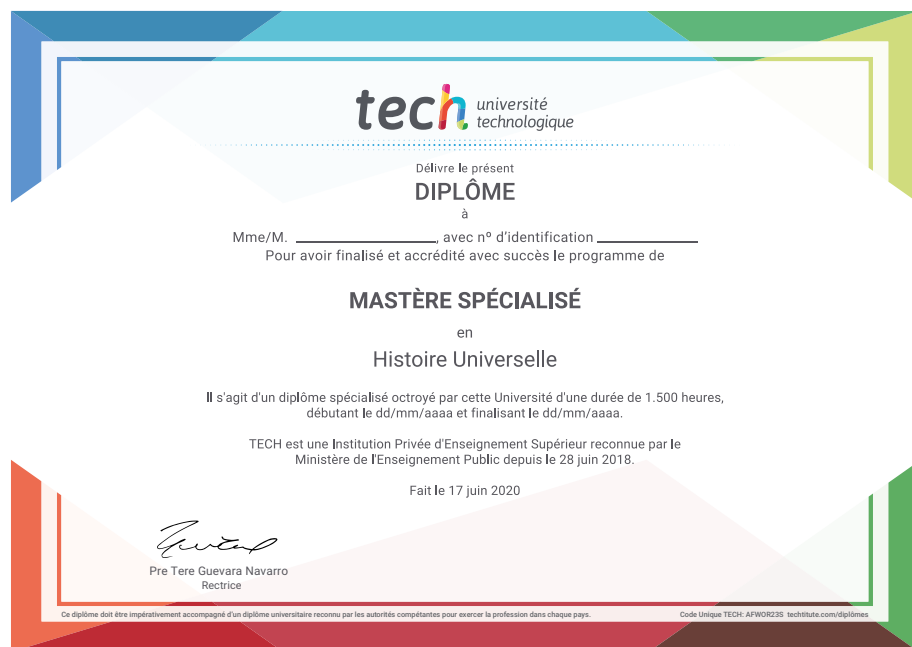 tech université
technologique
Délivre le présent
DIPLÔME
à
Mme/M. ____________, avec nº d'identification ____________
Pour avoir finalisé et accrédité avec succès le programme de
MASTÈRE SPÉCIALISÉ
en
Histoire Universelle
Il s'agit d'un diplôme spécialisé octroyé par cette Université d'une durée de 1.500 heures,
débutant le dd/mm/aaaa et finalisant le dd/mm/aaaa.
TECH est une Institution Privée d'Enseignement Supérieur reconnue par le
Ministère de l'Enseignement Public depuis le 28 juin 2018.
Fait le 17 juin 2020
Pre Tere Guevara Navarro
Rectrice
Ce diplôme doit être impérativement accompagné d'un diplôme universitaire reconnu par les autorités compétentes pour exercer la profession dans chaque pays.
Code Unique TECH: AFWOR23S techtitute.com/diplômes